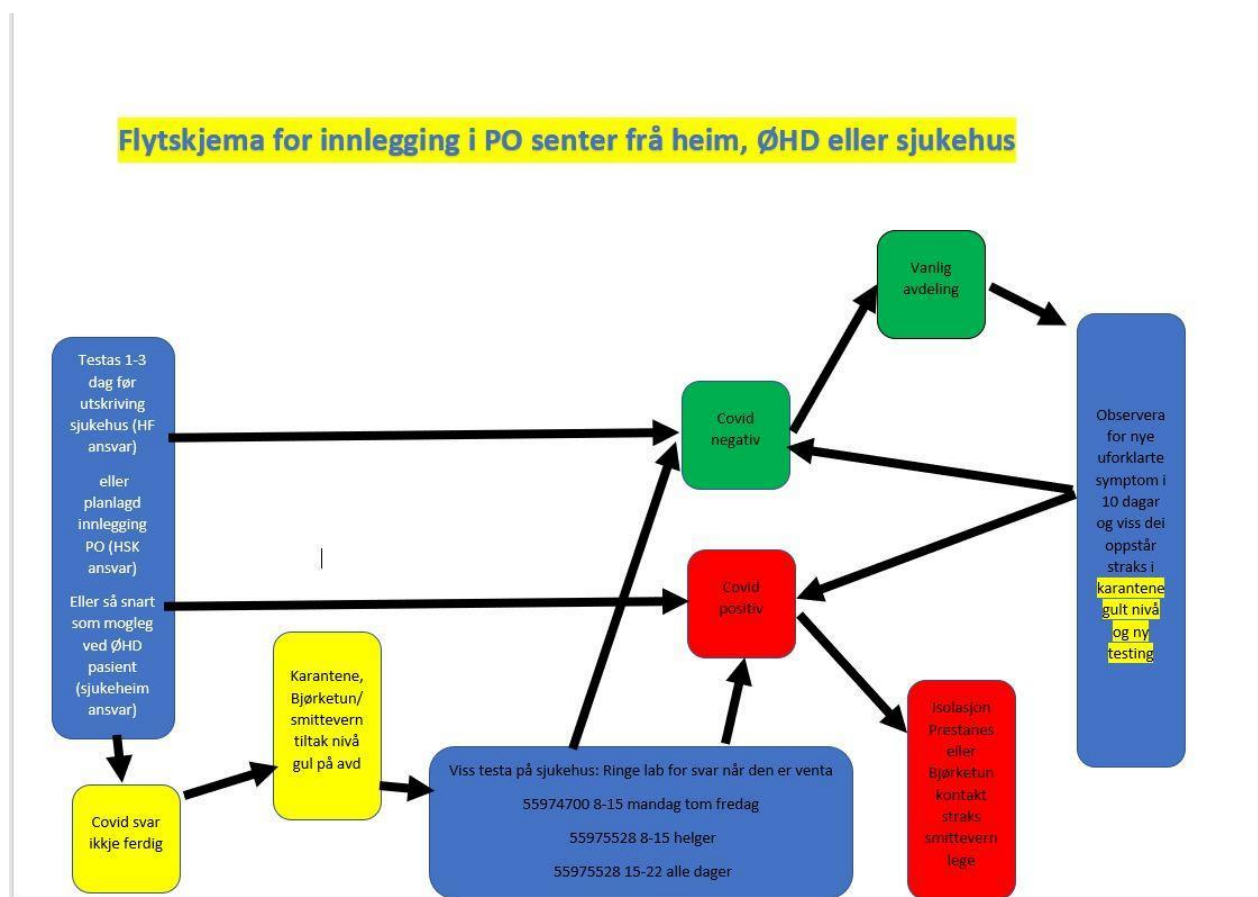 Flytskjema for innlegging i PO senter frå heim, ØHD eller sjukehus
Testas 1-3
dag før
utskriving
sjukehus (HF
ansvar)
eller
planlagd
innlegging
PO (HSK
ansvar)
Eller så snart
som mogleg
ved ØHD
pasient
(sjukeheim
ansvar)
Covid svar
ikkje ferdig
Karantene,
Bjørketun/
smittevern
tiltak nivå
gul på avd
Viss testa på sjukehus: Ringe lab for svar når den er venta
55974700 8-15 mandag tom fredag
55975528 8-15 helger
55975528 15-22 alle dager
Covid
negativ
Covid
positiv
Vanlig
avdeling
Isolasjon
Prestanes
eller
Bjørketun
kontakt
straks
smittevern
lege
Observera
for nye
uforklarte
symptom i
10 dagar
og viss dei
oppstår
straks i
karantene
gult nivå
og ny
testing